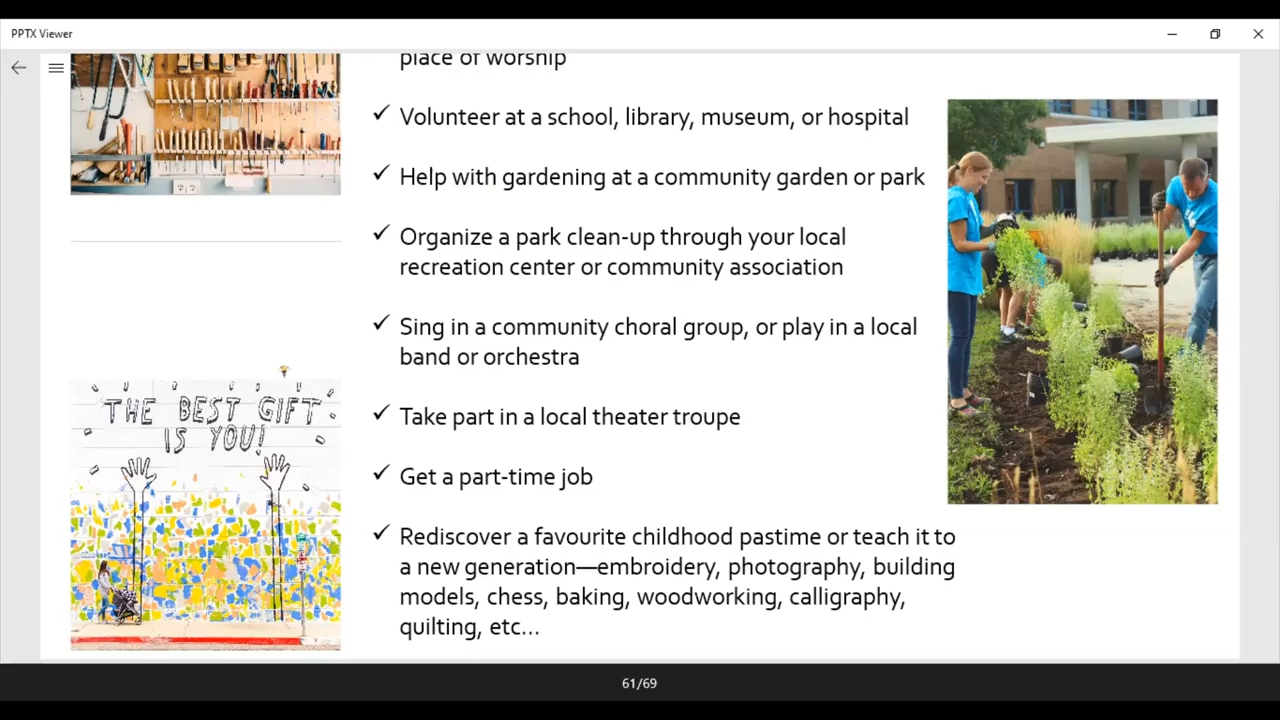 PPTX Viewer
place of worship
✓ Volunteer at a school, library, museum, or hospital
✓ Help with gardening at a community garden or park
✓ Organize a park clean-up through your local
recreation center or community association
✓ Sing in a community choral group, or play in a local
band or orchestra
✓ Take part in a local theater troupe
✓ Get a part-time job
✓ Rediscover a favourite childhood pastime or teach it to
a new generation—embroidery, photography, building
models, chess, baking, woodworking, calligraphy,
quilting, etc...
THE BEST GIFT
IS YOU!
61/69